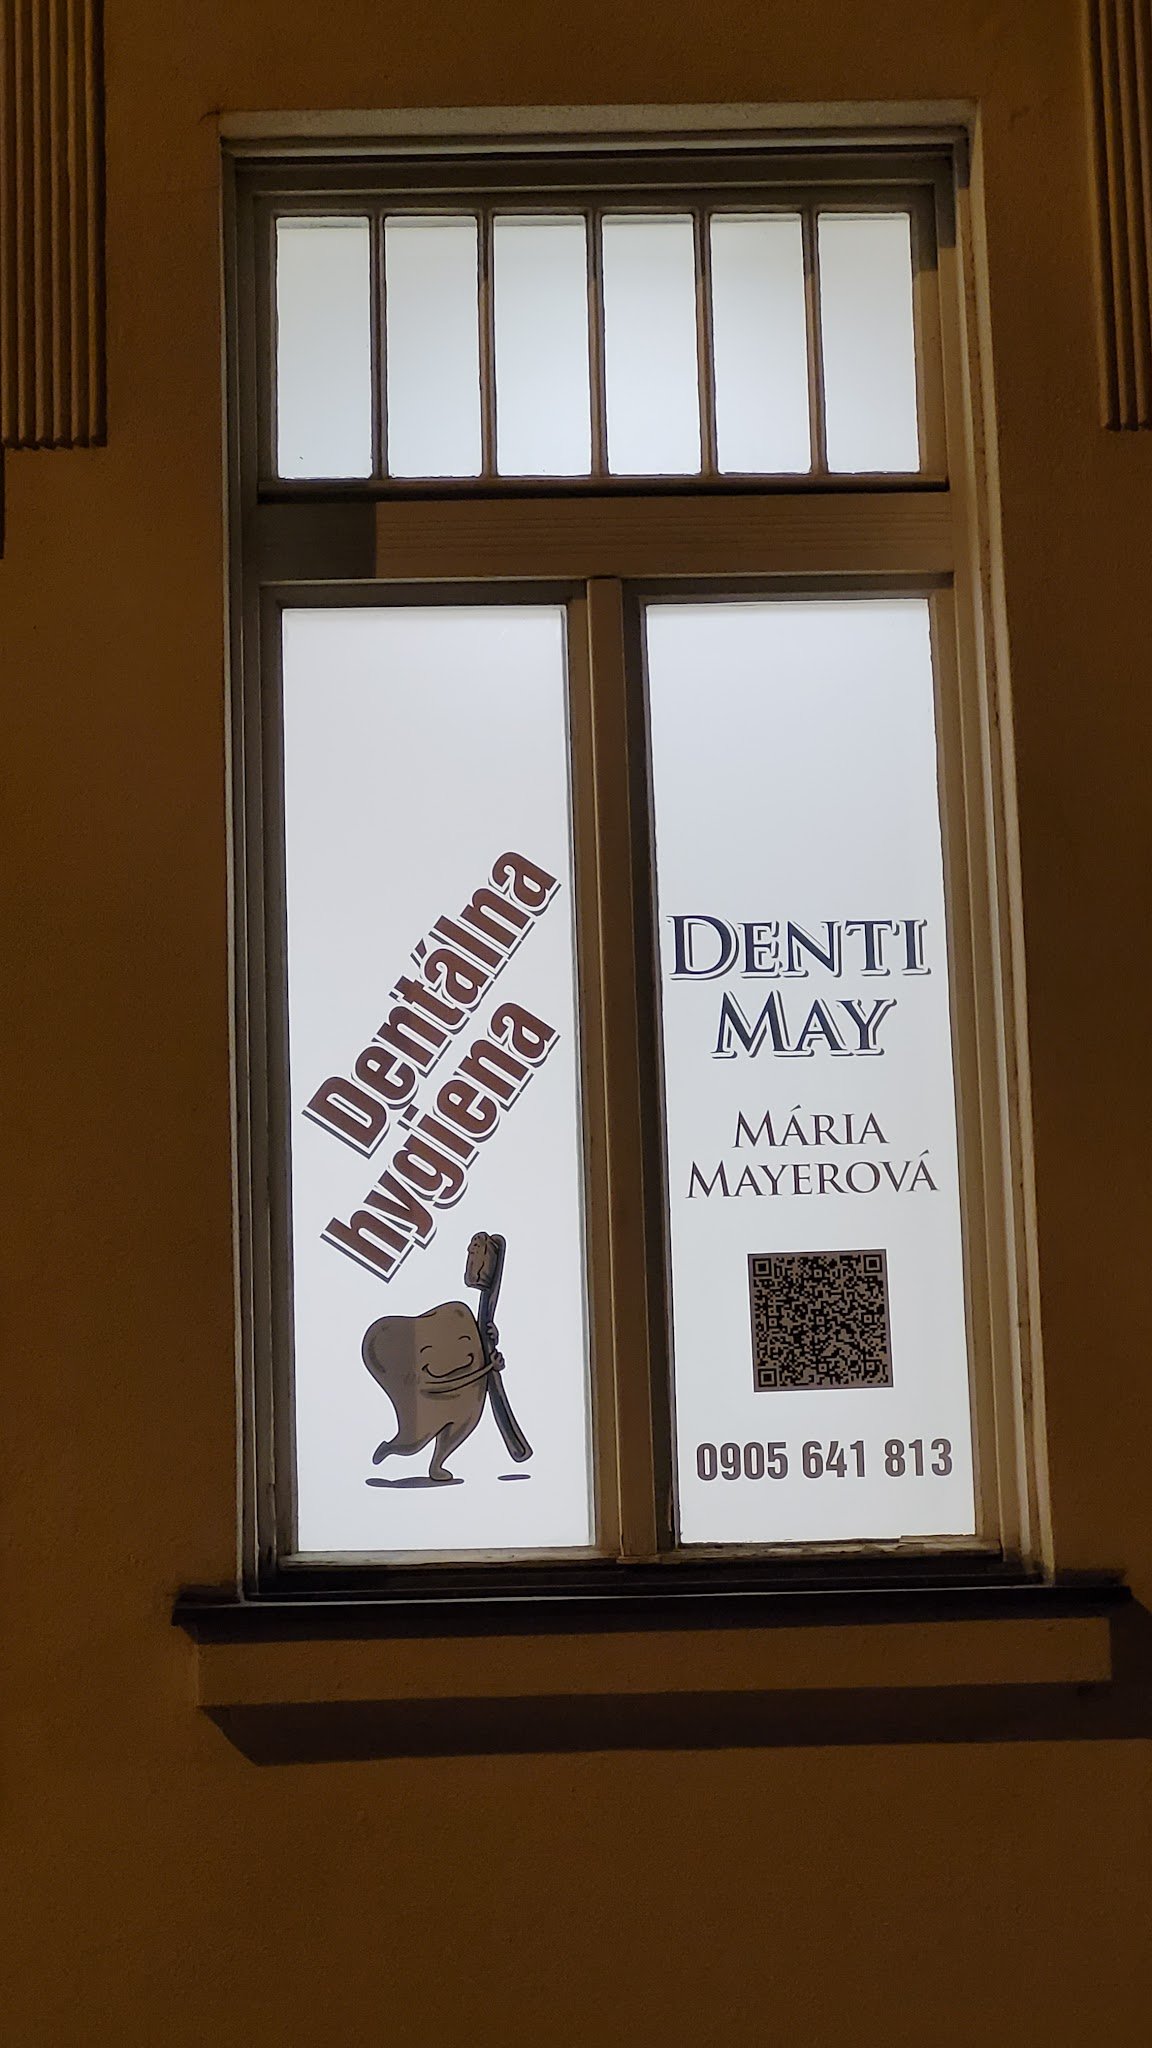 Dentálna
hygiena
DENTI
MAY
MÁRIA
MAYEROVÁ
0905 641 813